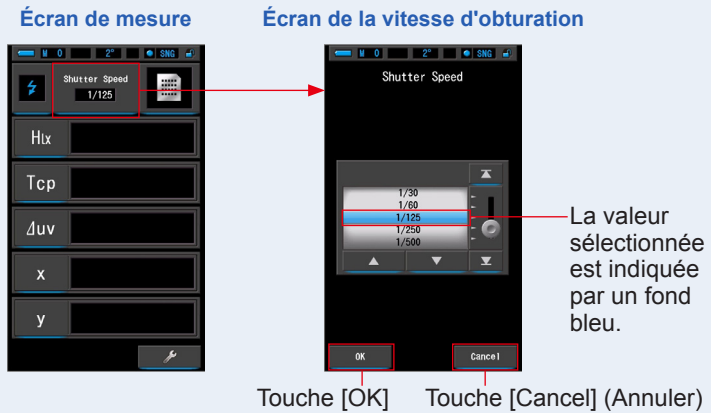 Écran de mesure
Écran de la vitesse d'obturation
M 0 2° SNG
Shutter Speed
1/125
Hlx
Tcp
Δuv
x
y
M 0 2° SNG
Shutter Speed
1/30
1/60
1/125
1/250
1/500
OK
Cancel
La valeur
sélectionnée
est indiquée
par un fond
bleu.
Touche [OK]
Touche [Cancel] (Annuler)